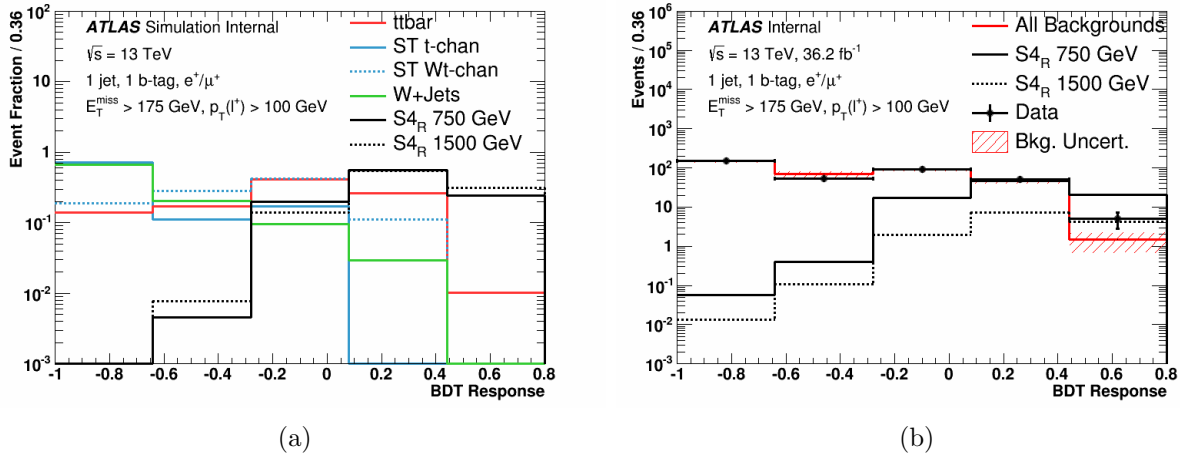 Event Fraction / 0.36
10²
10
1
10⁻¹
10⁻²
10⁻³
ATLAS Simulation Internal
√s = 13 TeV
1 jet, 1 b-tag, e⁺/μ⁺
E_T^miss > 175 GeV, p_T(l⁺) > 100 GeV
ttbar
ST t-chan
ST Wt-chan
W+Jets
S4_R 750 GeV
S4_R 1500 GeV
-1 -0.8 -0.6 -0.4 -0.2 0 0.2 0.4 0.6 0.8
BDT Response
(a)
Events / 0.36
10⁶
10⁵
10⁴
10³
10²
10
1
10⁻¹
10⁻²
10⁻³
ATLAS Internal
√s = 13 TeV, 36.2 fb⁻¹
1 jet, 1 b-tag, e⁺/μ⁺
E_T^miss > 175 GeV, p_T(l⁺) > 100 GeV
All Backgrounds
S4_R 750 GeV
S4_R 1500 GeV
Data
Bkg. Uncert.
-1 -0.8 -0.6 -0.4 -0.2 0 0.2 0.4 0.6 0.8
BDT Response
(b)